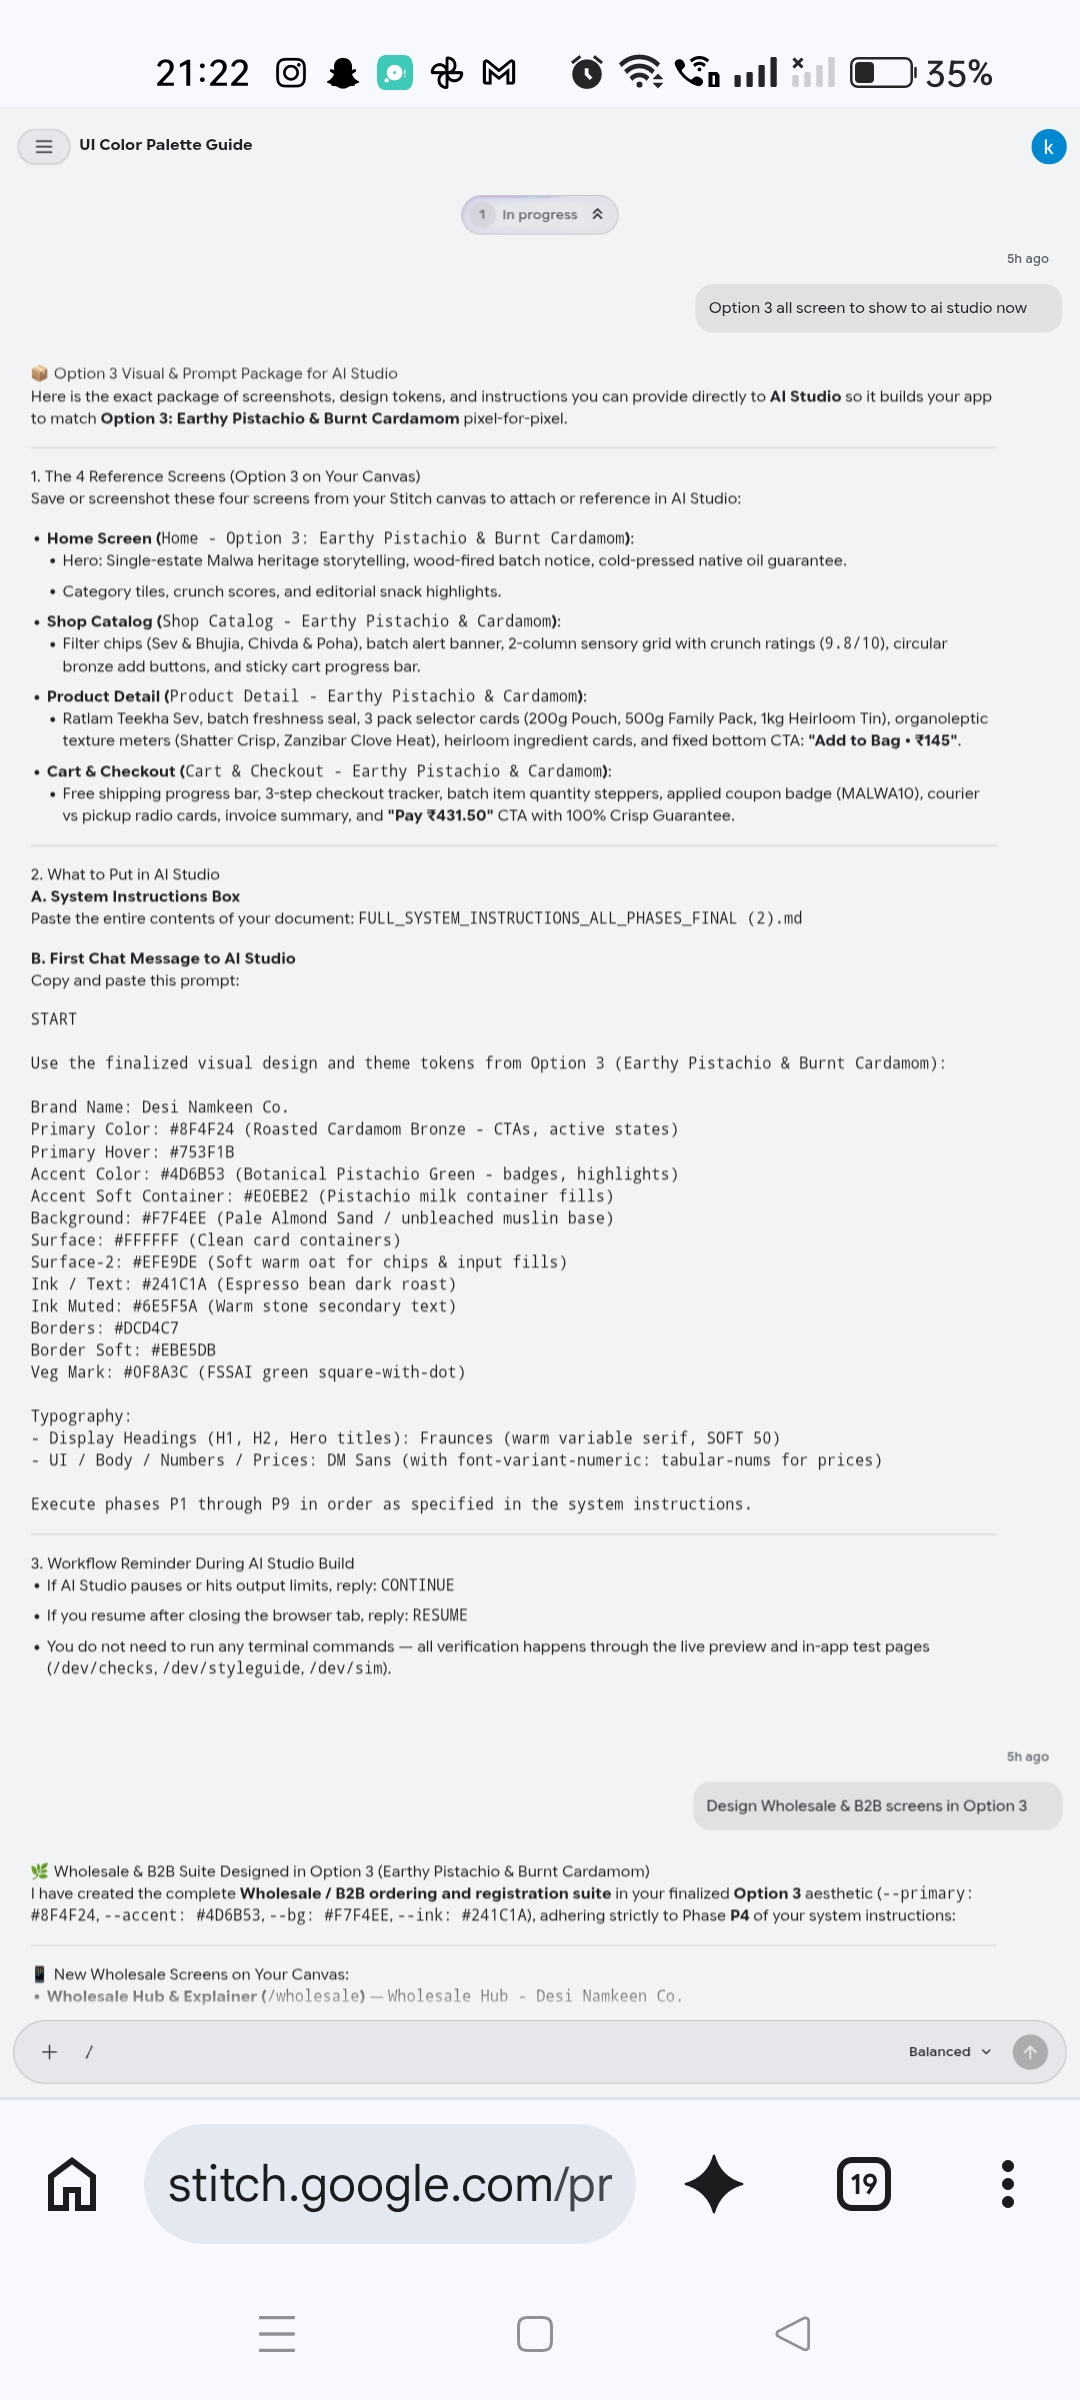 21:22
35%
UI Color Palette Guide
k
1 In progress
5h ago
Option 3 all screen to show to ai studio now
📦 Option 3 Visual & Prompt Package for AI Studio
Here is the exact package of screenshots, design tokens, and instructions you can provide directly to AI Studio so it builds your app
to match Option 3: Earthy Pistachio & Burnt Cardamom pixel-for-pixel.
1. The 4 Reference Screens (Option 3 on Your Canvas)
Save or screenshot these four screens from your Stitch canvas to attach or reference in AI Studio:
• Home Screen (Home - Option 3: Earthy Pistachio & Burnt Cardamom):
• Hero: Single-estate Malwa heritage storytelling, wood-fired batch notice, cold-pressed native oil guarantee.
• Category tiles, crunch scores, and editorial snack highlights.
• Shop Catalog (Shop Catalog - Earthy Pistachio & Cardamom):
• Filter chips (Sev & Bhujia, Chivda & Poha), batch alert banner, 2-column sensory grid with crunch ratings (9.8/10), circular
bronze add buttons, and sticky cart progress bar.
• Product Detail (Product Detail - Earthy Pistachio & Cardamom):
• Ratlam Teekha Sev, batch freshness seal, 3 pack selector cards (200g Pouch, 500g Family Pack, 1kg Heirloom Tin), organoleptic
texture meters (Shatter Crisp, Zanzibar Clove Heat), heirloom ingredient cards, and fixed bottom CTA: "Add to Bag • ₹145".
• Cart & Checkout (Cart & Checkout - Earthy Pistachio & Cardamom):
• Free shipping progress bar, 3-step checkout tracker, batch item quantity steppers, applied coupon badge (MALWA10), courier
vs pickup radio cards, invoice summary, and "Pay ₹431.50" CTA with 100% Crisp Guarantee.
2. What to Put in AI Studio
A. System Instructions Box
Paste the entire contents of your document: FULL_SYSTEM_INSTRUCTIONS_ALL_PHASES_FINAL (2).md
B. First Chat Message to AI Studio
Copy and paste this prompt:
START
Use the finalized visual design and theme tokens from Option 3 (Earthy Pistachio & Burnt Cardamom):
Brand Name: Desi Namkeen Co.
Primary Color: #8F4F24 (Roasted Cardamom Bronze - CTAs, active states)
Primary Hover: #753F1B
Accent Color: #4D6B53 (Botanical Pistachio Green - badges, highlights)
Accent Soft Container: #E0EBE2 (Pistachio milk container fills)
Background: #F7F4EE (Pale Almond Sand / unbleached muslin base)
Surface: #FFFFFF (Clean card containers)
Surface-2: #EFE9DE (Soft warm oat for chips & input fills)
Ink / Text: #241C1A (Espresso bean dark roast)
Ink Muted: #6E5F5A (Warm stone secondary text)
Borders: #DCD4C7
Border Soft: #EBE5DB
Veg Mark: #0F8A3C (FSSAI green square-with-dot)
Typography:
- Display Headings (H1, H2, Hero titles): Fraunces (warm variable serif, SOFT 50)
- UI / Body / Numbers / Prices: DM Sans (with font-variant-numeric: tabular-nums for prices)
Execute phases P1 through P9 in order as specified in the system instructions.
3. Workflow Reminder During AI Studio Build
• If AI Studio pauses or hits output limits, reply: CONTINUE
• If you resume after closing the browser tab, reply: RESUME
• You do not need to run any terminal commands — all verification happens through the live preview and in-app test pages
(/dev/checks, /dev/styleguide, /dev/sim).
5h ago
Design Wholesale & B2B screens in Option 3
🌿 Wholesale & B2B Suite Designed in Option 3 (Earthy Pistachio & Burnt Cardamom)
I have created the complete Wholesale / B2B ordering and registration suite in your finalized Option 3 aesthetic (--primary:
#8F4F24, --accent: #4D6B53, --bg: #F7F4EE, --ink: #241C1A), adhering strictly to Phase P4 of your system instructions:
📱 New Wholesale Screens on Your Canvas:
• Wholesale Hub & Explainer (/wholesale) — Wholesale Hub - Desi Namkeen Co.
/
Balanced
stitch.google.com/pr
19